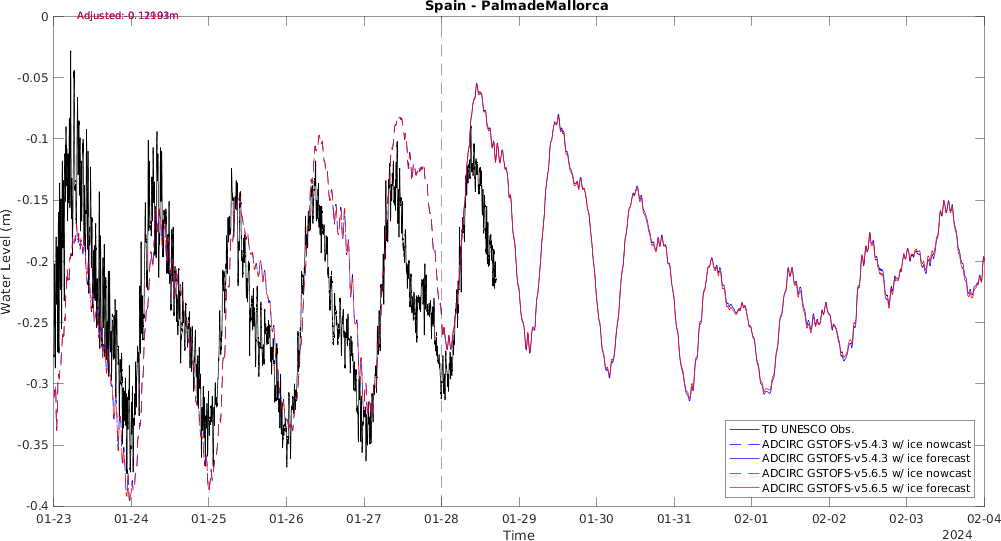 Spain - PalmadeMallorca
Adjusted:
0
-0.05
-0.1
-0.15
-0.2
-0.25
-0.3
-0.35
-0.4
Water Level (m)
TD UNESCO Obs.
ADCIRC GSTOFS-v5.4.3 w/ ice nowcast
ADCIRC GSTOFS-v5.4.3 w/ ice forecast
ADCIRC GSTOFS-v5.6.5 w/ ice nowcast
ADCIRC GSTOFS-v5.6.5 w/ ice forecast
01-23 01-24 01-25 01-26 01-27 01-28 01-29 01-30 01-31 02-01 02-02 02-03 02-04
Time
2024